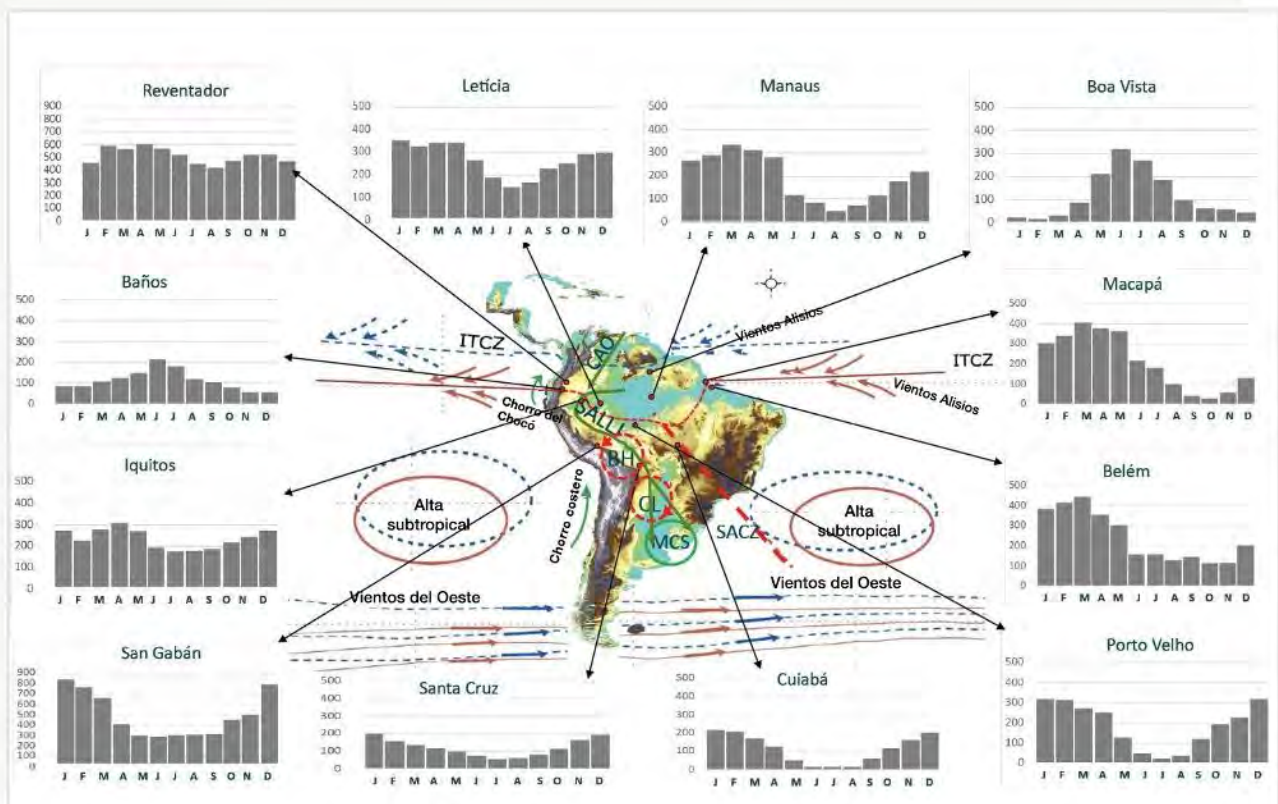 Reventador
900
800
700
600
500
400
300
200
100
0
J F M A M J J A S O N D
Letícia
500
400
300
200
100
0
J F M A M J J A S O N D
Manaus
500
400
300
200
100
0
J F M A M J J A S O N D
Boa Vista
500
400
300
200
100
0
J F M A M J J A S O N D
Baños
500
400
300
200
100
0
J F M A M J J A S O N D
Macapá
500
400
300
200
100
0
J F M A M J J A S O N D
Iquitos
500
400
300
200
100
0
J F M A M J J A S O N D
Belém
500
400
300
200
100
0
J F M A M J J A S O N D
San Gabán
900
800
700
600
500
400
300
200
100
0
J F M A M J J A S O N D
Santa Cruz
500
400
300
200
100
0
J F M A M J J A S O N D
Cuíabá
500
400
300
200
100
0
J F M A M J J A S O N D
Porto Velho
500
400
300
200
100
0
J F M A M J J A S O N D
ITCZ
Vientos Alisios
ITCZ
Vientos Alisios
CAO
Chorro del
Chocó
SALLJ
BH
CL
MCS
SACZ
Chorro costero
Alta
subtropical
Alta
subtropical
Vientos del Oeste
Vientos del Oeste